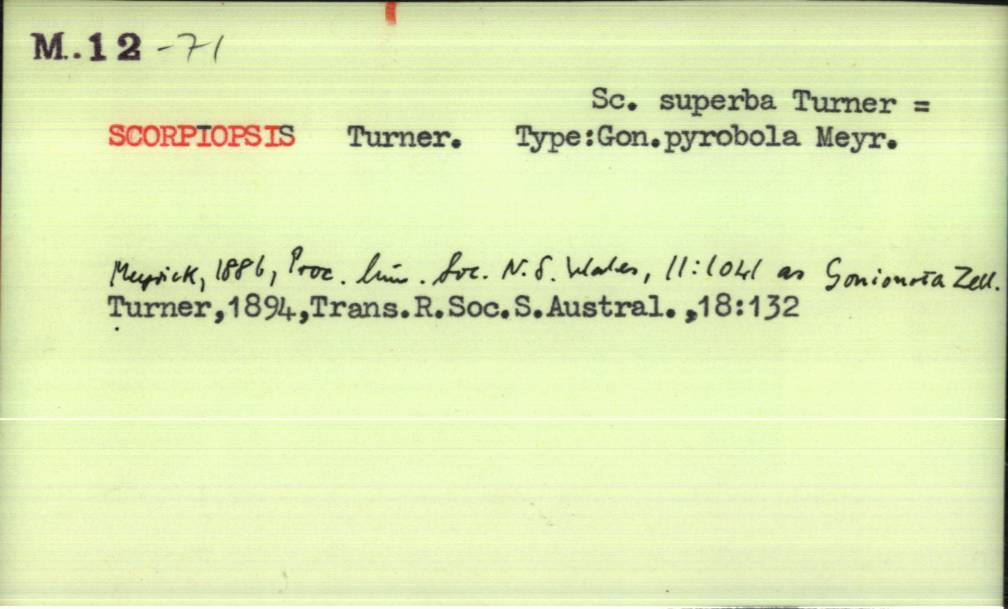 M.12 -71
Sc. superba Turner =
SCORPIOPSIS Turner. Type:Gon.pyrobola Meyr.
Meyrick, 1886, Proc. Linn. Soc. N.S. Wales, 11:1041 as Gonionota Zell.
Turner,1894,Trans.R.Soc.S.Austral.,18:132